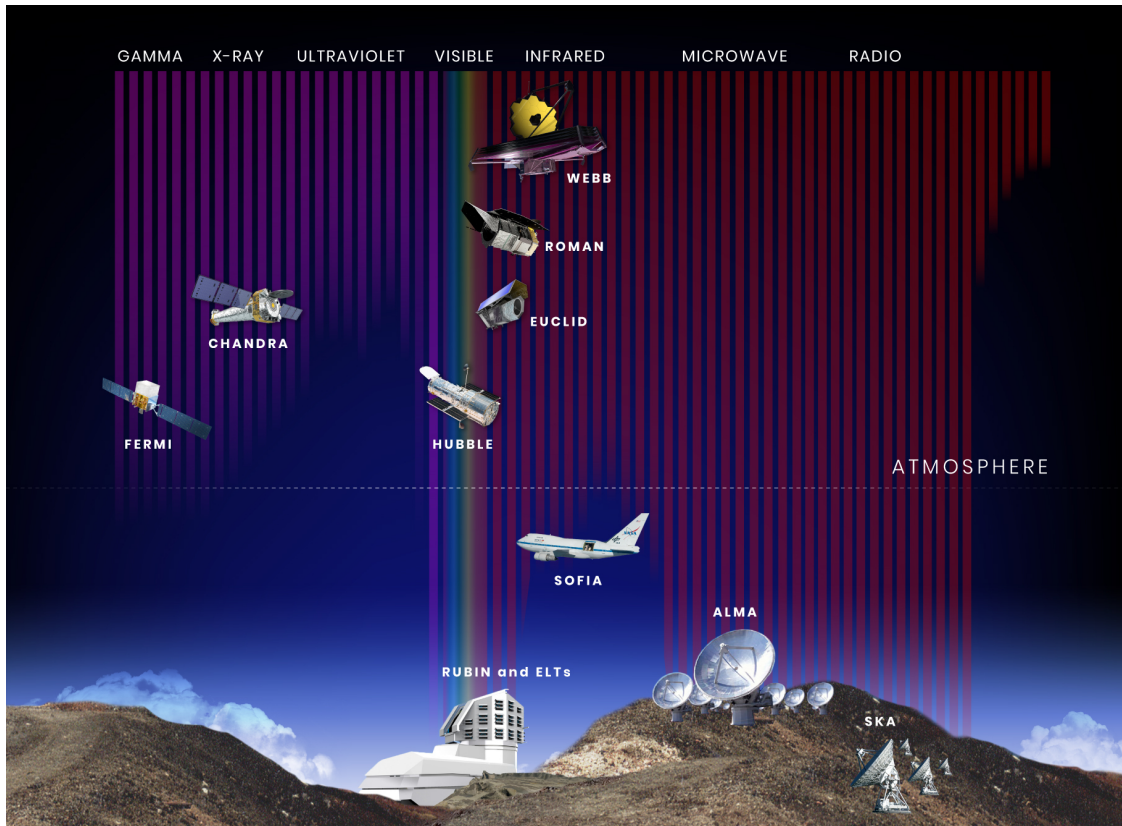 GAMMA X-RAY ULTRAVIOLET VISIBLE INFRARED MICROWAVE RADIO
WEBB
ROMAN
EUCLID
CHANDRA
FERMI
HUBBLE
ATMOSPHERE
NASA
SOFIA
ALMA
RUBIN and ELTs
SKA